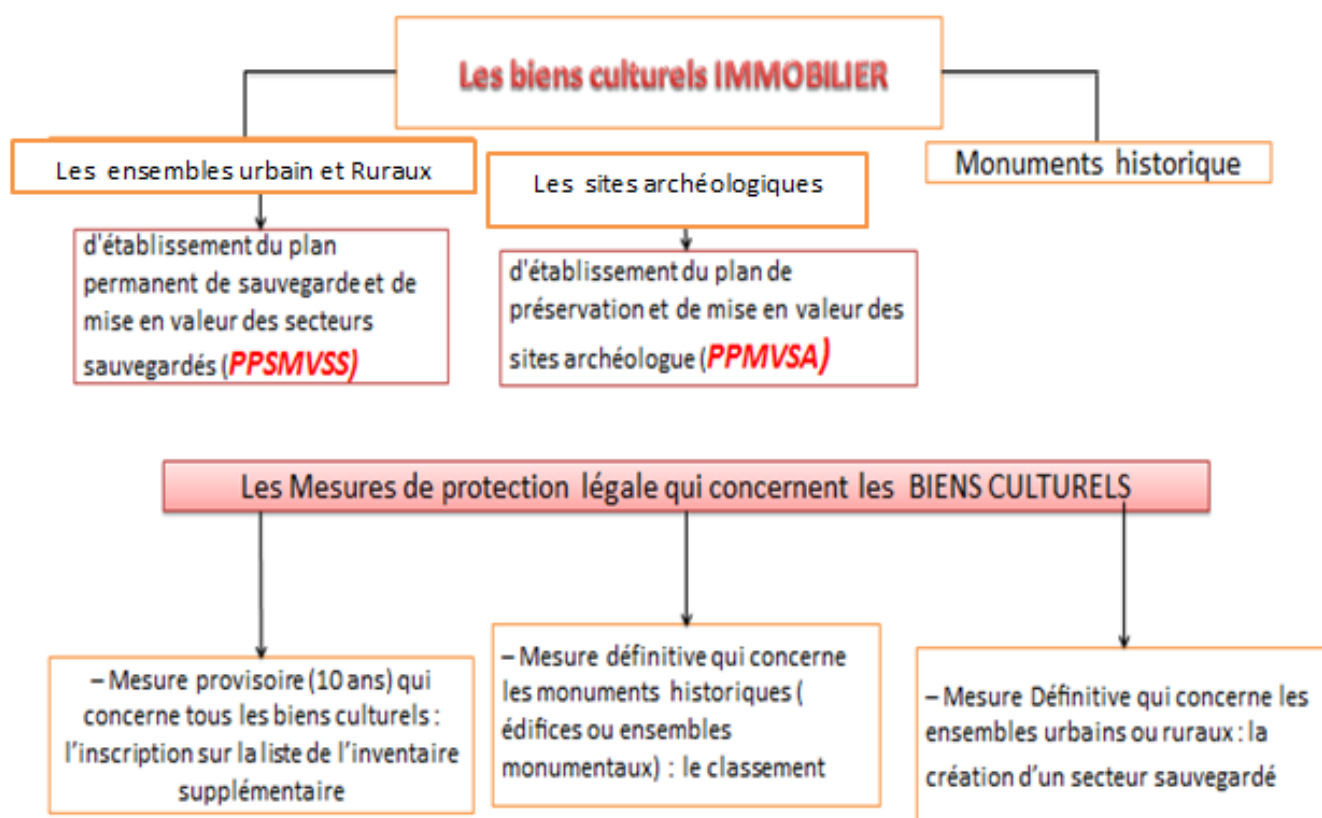 Les biens culturels IMMOBILIER
Les ensembles urbain et Ruraux
Les sites archéologiques
Monuments historique
d'établissement du plan
permanent de sauvegarde et de
mise en valeur des secteurs
sauvegardés (PPSMVSS)
d'établissement du plan de
préservation et de mise en valeur des
sites archéologue (PPMVSA)
Les Mesures de protection légale qui concernent les BIENS CULTURELS
– Mesure provisoire (10 ans) qui
concerne tous les biens culturels :
l'inscription sur la liste de l'inventaire
supplémentaire
– Mesure définitive qui concerne
les monuments historiques (
édifices ou ensembles
monumentaux) : le classement
– Mesure Définitive qui concerne les
ensembles urbains ou ruraux : la
création d'un secteur sauvegardé